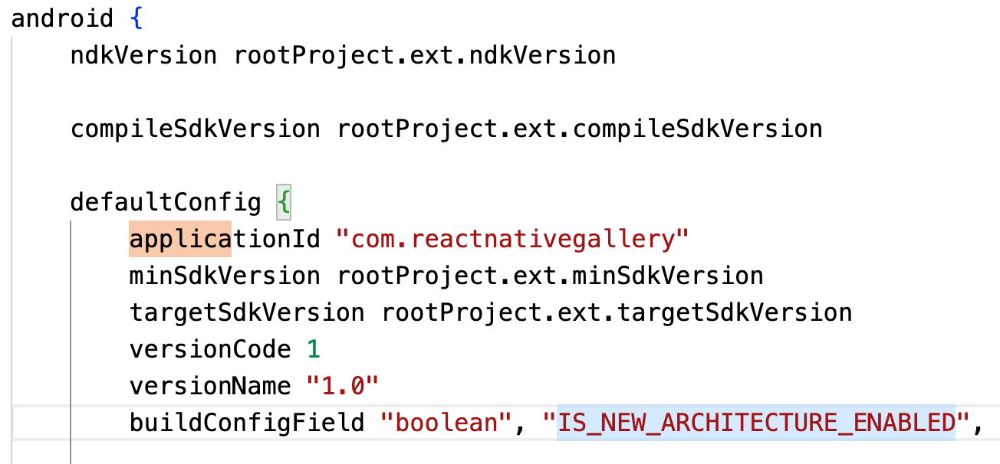 android {
ndkVersion rootProject.ext.ndkVersion
compileSdkVersion rootProject.ext.compileSdkVersion
defaultConfig {
applicationId "com.reactnativegallery"
minSdkVersion rootProject.ext.minSdkVersion
targetSdkVersion rootProject.ext.targetSdkVersion
versionCode 1
versionName "1.0"
buildConfigField "boolean", "IS_NEW_ARCHITECTURE_ENABLED",